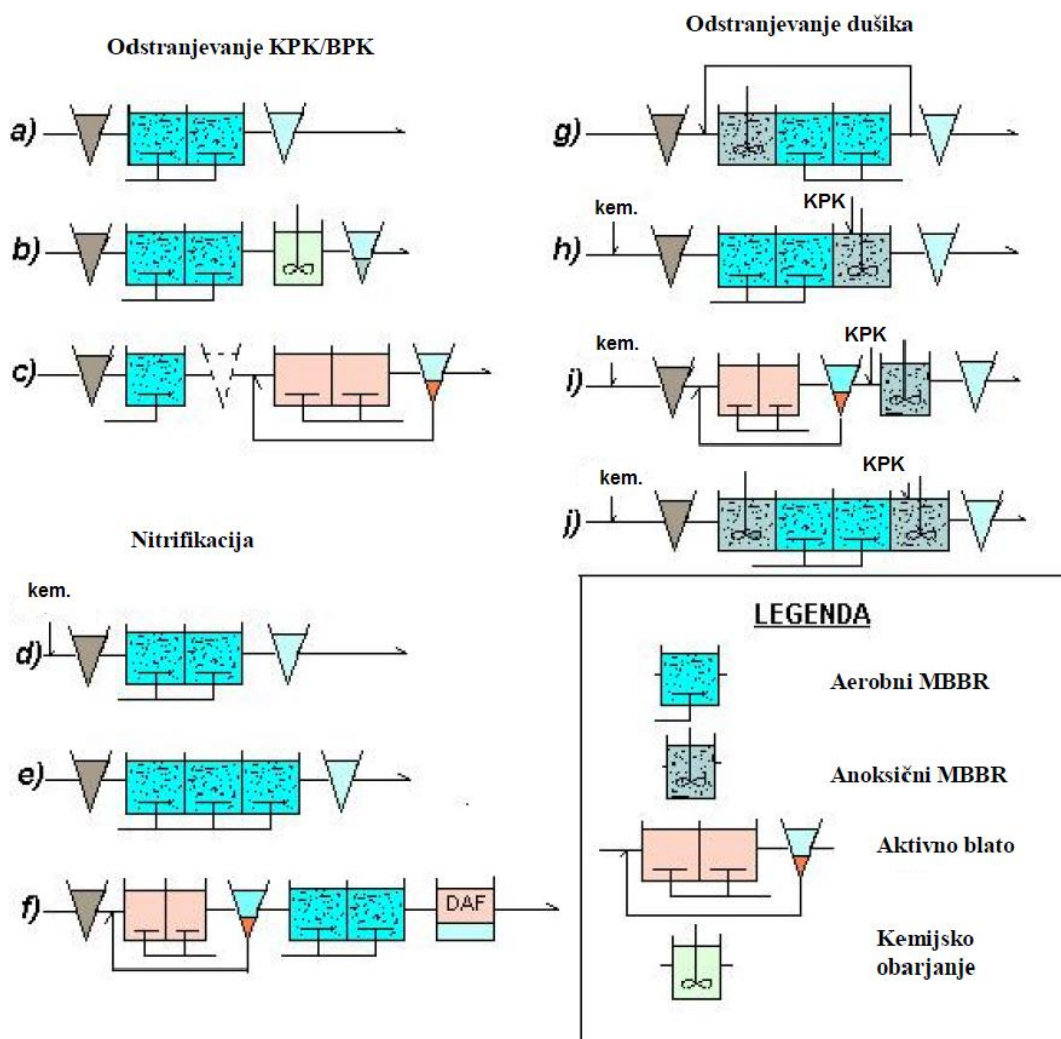 Odstranjevanje KPK/BPK
a)
b)
c)
Nitrifikacija
kem.
d)
e)
f)
DAF
Odstranjevanje dušika
g)
kem.
KPK
h)
kem.
KPK
i)
kem.
KPK
j)
LEGENDA
Aerobni MBBR
Anoksični MBBR
Aktivno blato
Kemijsko
obarjanje